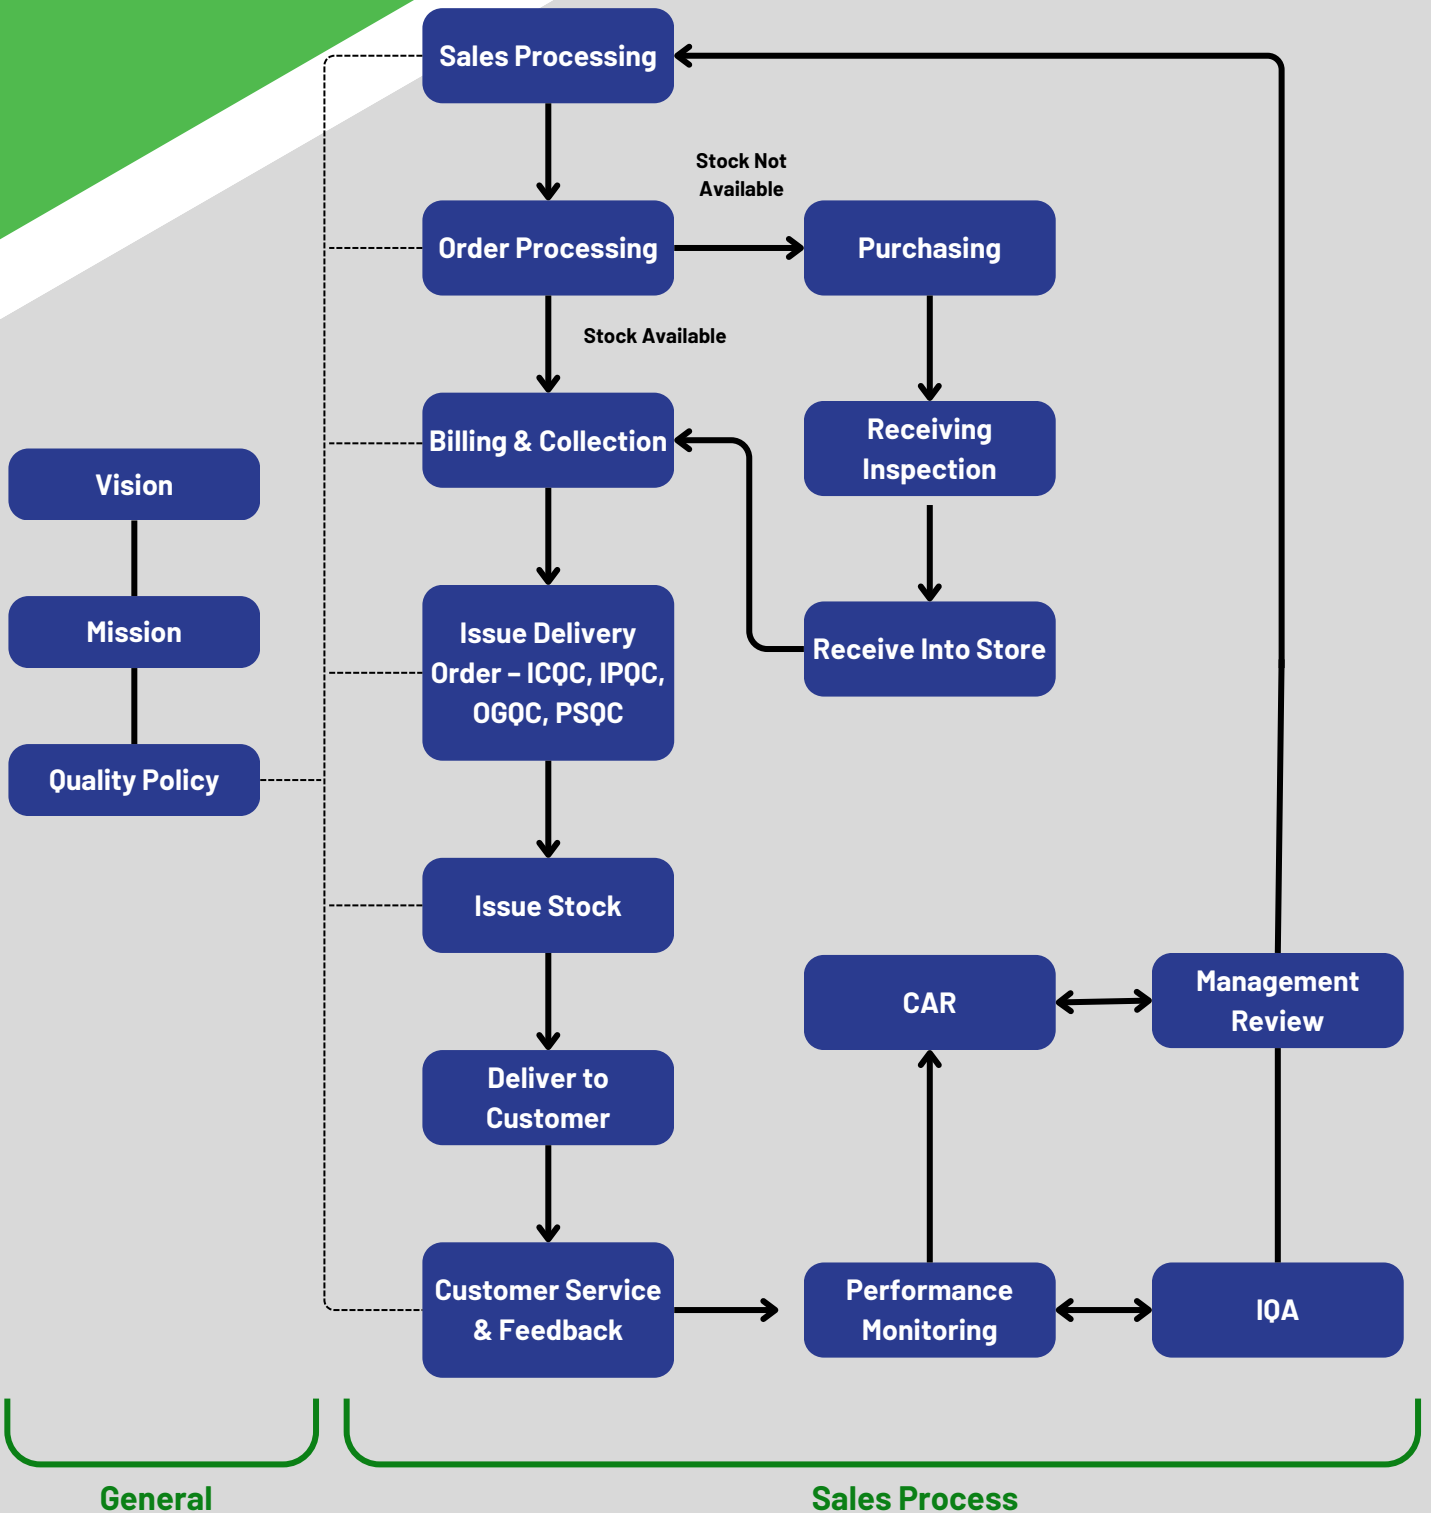 Sales Processing
Stock Not
Available
Order Processing
Purchasing
Stock Available
Billing & Collection
Receiving
Inspection
Vision
Mission
Issue Delivery
Order – ICQC, IPQC,
OGQC, PSQC
Receive Into Store
Quality Policy
Issue Stock
CAR
Management
Review
Deliver to
Customer
Customer Service
& Feedback
Performance
Monitoring
IQA
General
Sales Process